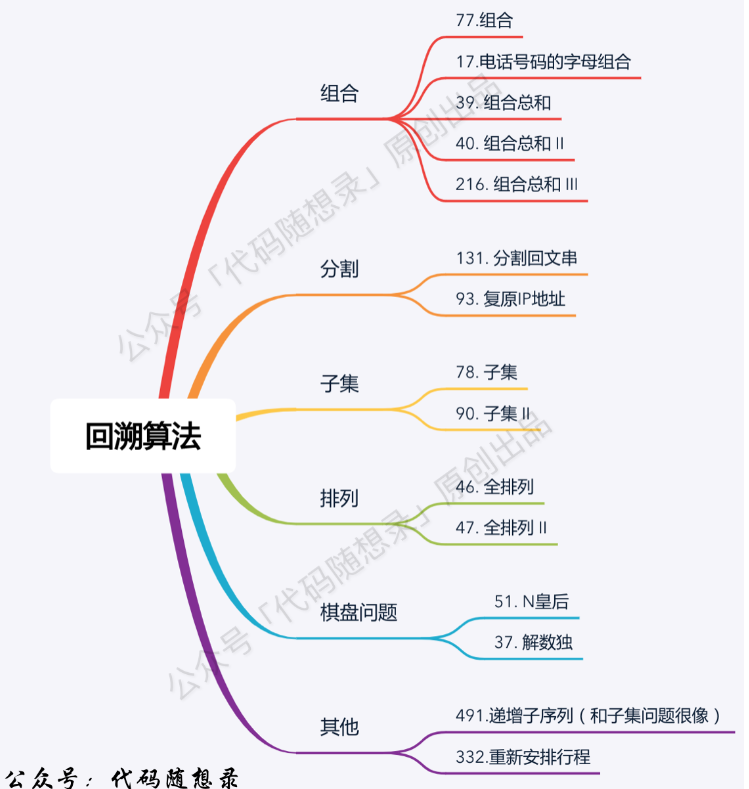 组合
77.组合
17.电话号码的字母组合
39. 组合总和
40. 组合总和 II
216. 组合总和 III
分割
131. 分割回文串
93. 复原IP地址
子集
78. 子集
90. 子集 II
回溯算法
排列
46. 全排列
47. 全排列 II
棋盘问题
51. N皇后
37. 解数独
其他
491.递增子序列（和子集问题很像）
332.重新安排行程
公众号「代码随想录」原创出品
公众号「代码随想录」原创出品
公众号：代码随想录